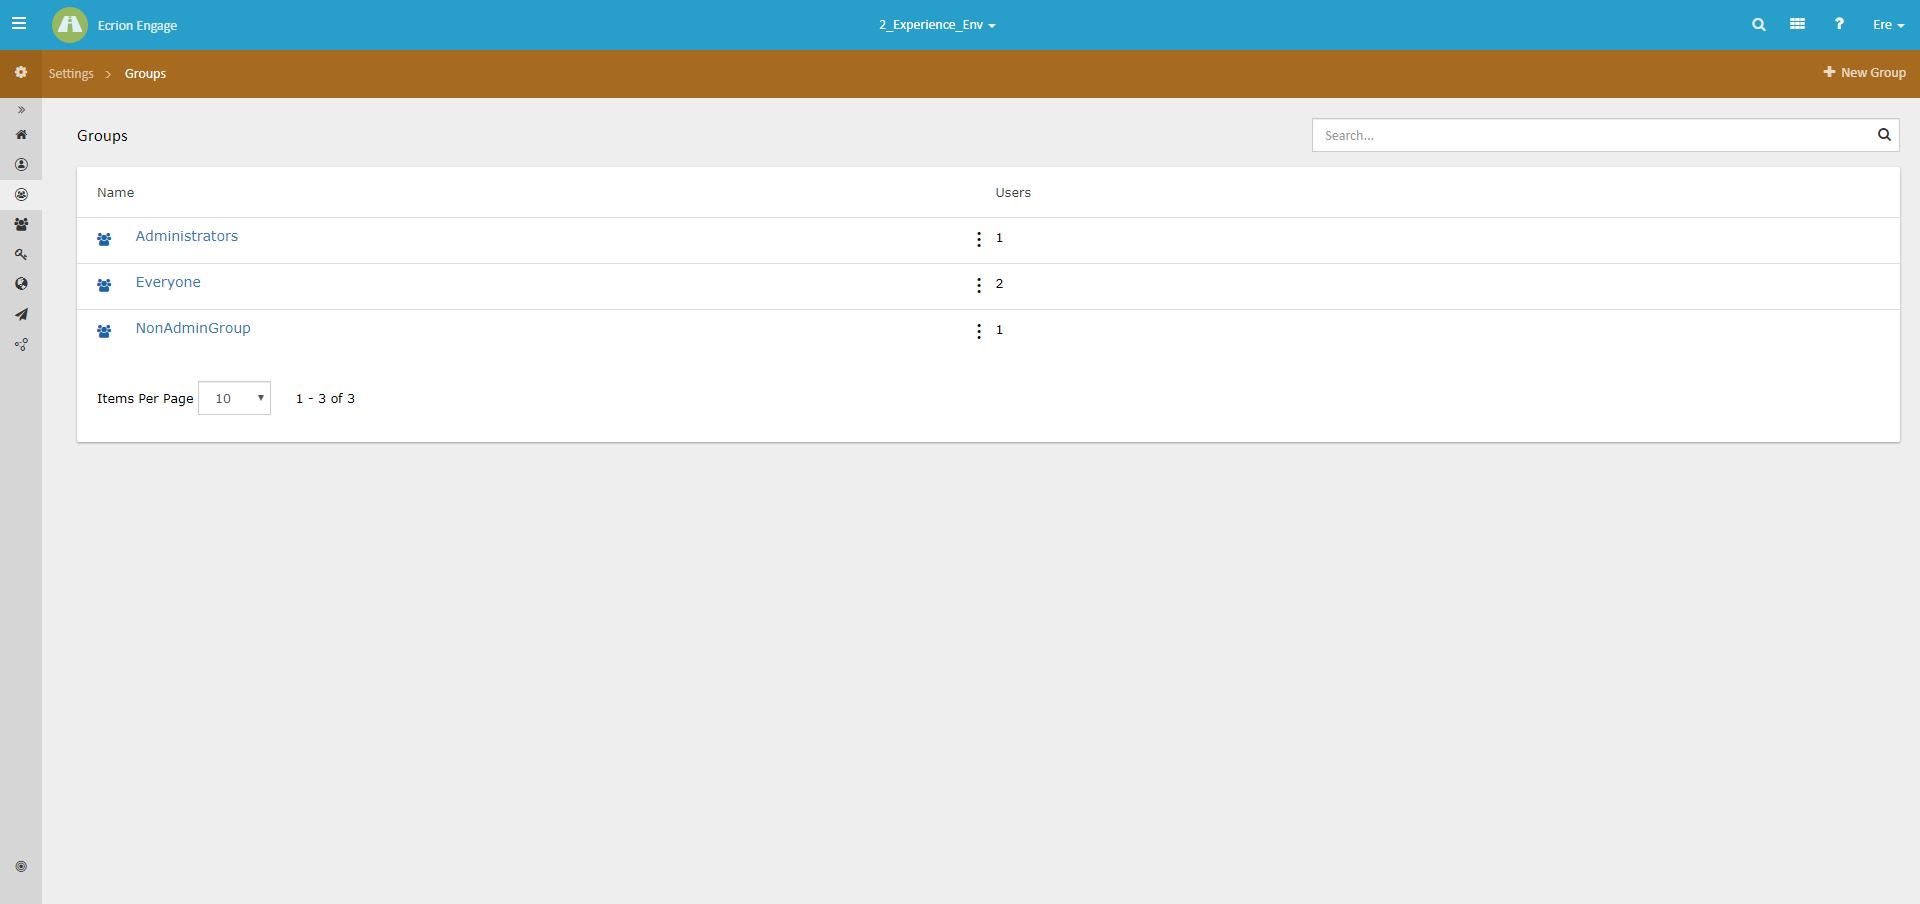 Ecrion Engage
2_Experience_Env
?
Ere
Settings > Groups
New Group
Groups
Search...
Name Users
Administrators 1
Everyone 2
NonAdminGroup 1
Items Per Page 10 1 - 3 of 3